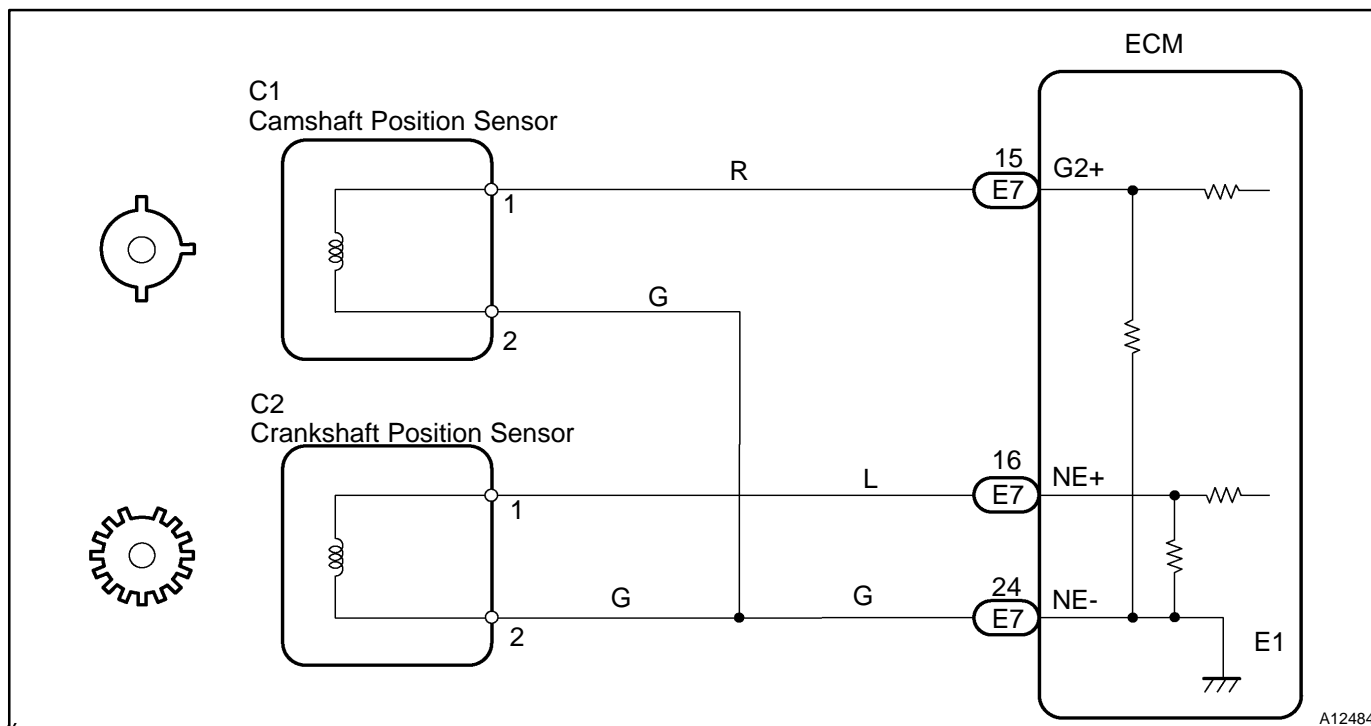 ECM
C1
Camshaft Position Sensor
1
R
15
E7
G2+
2
G
C2
Crankshaft Position Sensor
1
L
16
E7
NE+
2
G
G
24
E7
NE-
E1
A12484